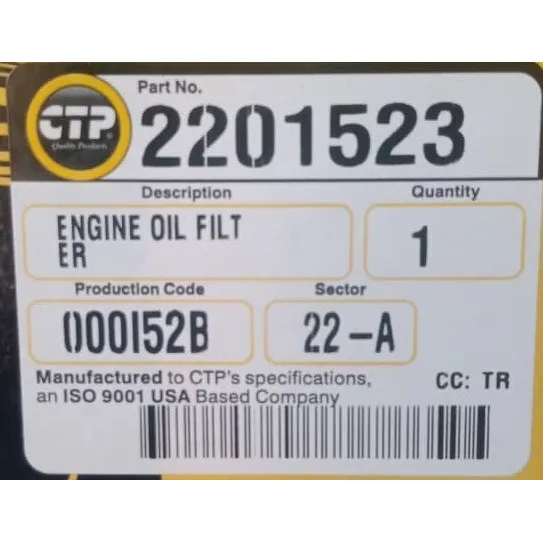 Part No.
CTP®
Quality Products
2201523
Description
Quantity
ENGINE OIL FILT
ER
1
Production Code
Sector
000152B
22-A
Manufactured to CTP's specifications,
an ISO 9001 USA Based Company
CC: TR